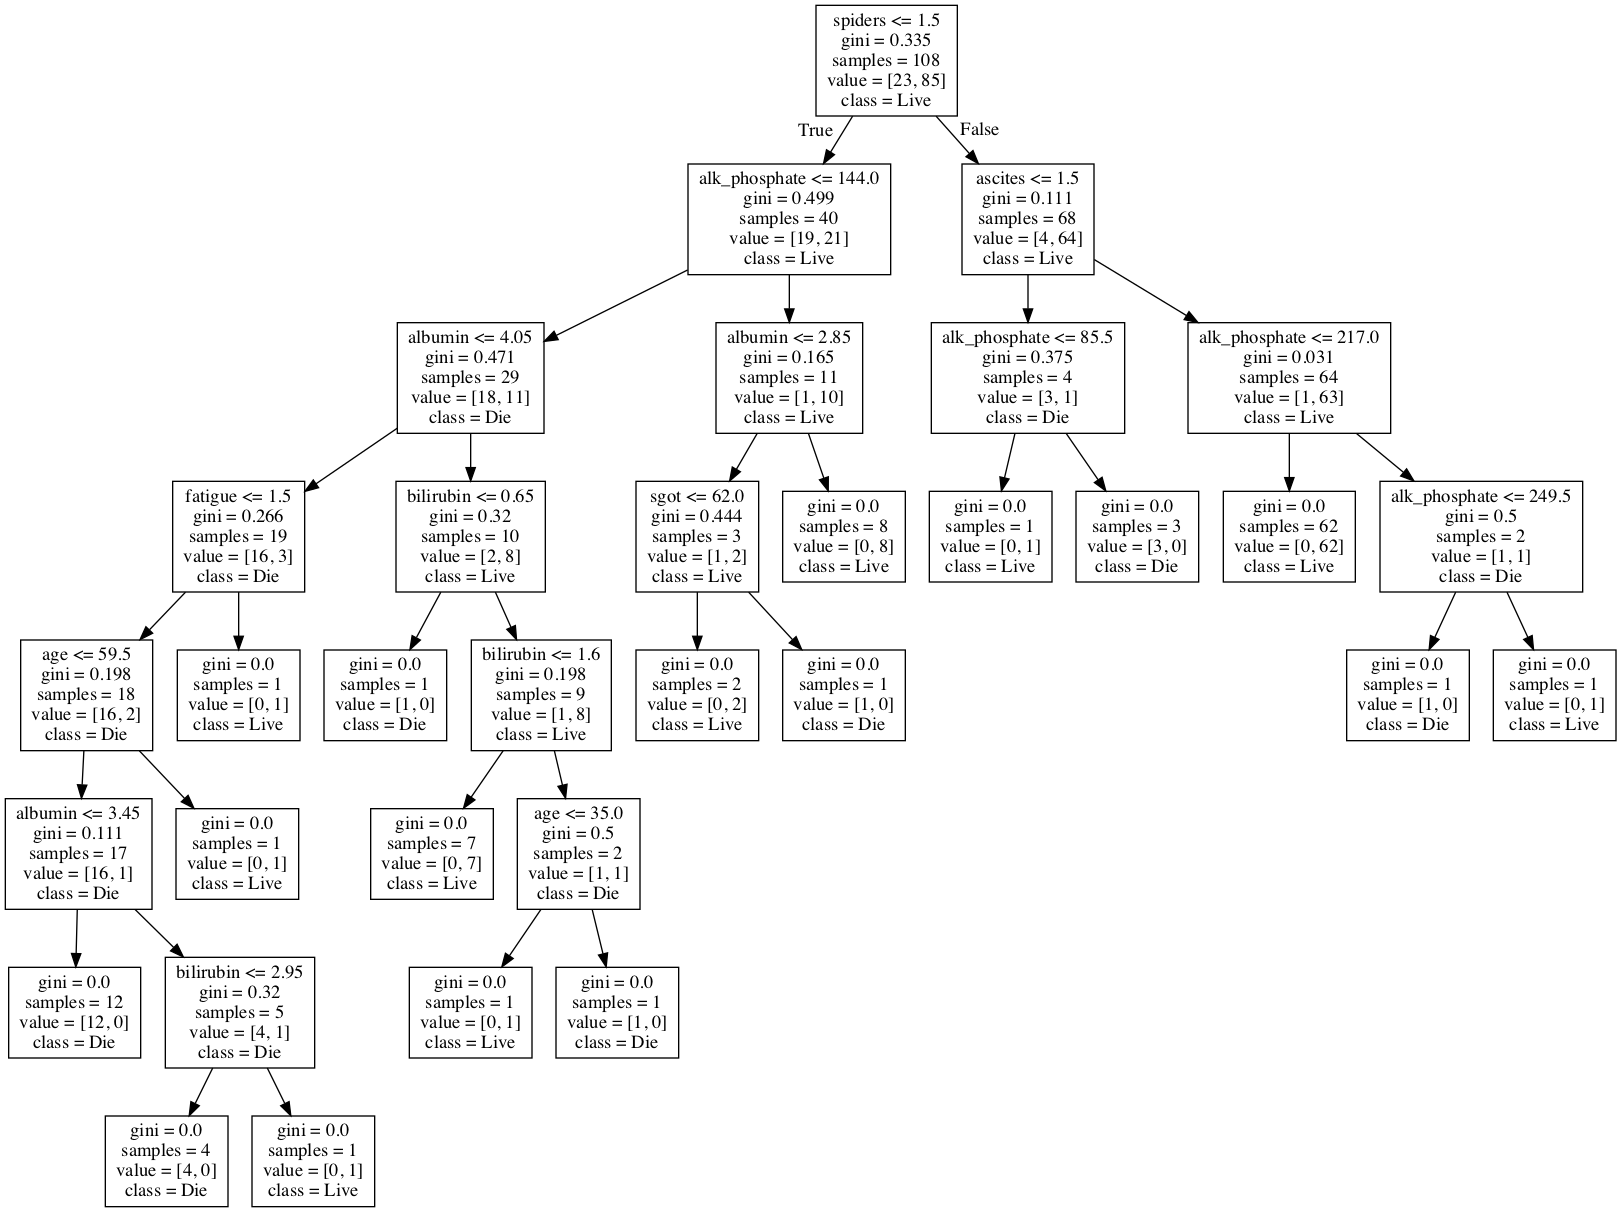 spiders <= 1.5
gini = 0.335
samples = 108
value = [23, 85]
class = Live
True
False
alk_phosphate <= 144.0
gini = 0.499
samples = 40
value = [19, 21]
class = Live
ascites <= 1.5
gini = 0.111
samples = 68
value = [4, 64]
class = Live
albumin <= 4.05
gini = 0.471
samples = 29
value = [18, 11]
class = Die
albumin <= 2.85
gini = 0.165
samples = 11
value = [1, 10]
class = Live
alk_phosphate <= 85.5
gini = 0.375
samples = 4
value = [3, 1]
class = Die
alk_phosphate <= 217.0
gini = 0.031
samples = 64
value = [1, 63]
class = Live
fatigue <= 1.5
gini = 0.266
samples = 19
value = [16, 3]
class = Die
bilirubin <= 0.65
gini = 0.32
samples = 10
value = [2, 8]
class = Live
sgot <= 62.0
gini = 0.444
samples = 3
value = [1, 2]
class = Live
gini = 0.0
samples = 8
value = [0, 8]
class = Live
gini = 0.0
samples = 1
value = [0, 1]
class = Live
gini = 0.0
samples = 3
value = [3, 0]
class = Die
gini = 0.0
samples = 62
value = [0, 62]
class = Live
alk_phosphate <= 249.5
gini = 0.5
samples = 2
value = [1, 1]
class = Die
age <= 59.5
gini = 0.198
samples = 18
value = [16, 2]
class = Die
gini = 0.0
samples = 1
value = [0, 1]
class = Live
gini = 0.0
samples = 1
value = [1, 0]
class = Die
bilirubin <= 1.6
gini = 0.198
samples = 9
value = [1, 8]
class = Live
gini = 0.0
samples = 2
value = [0, 2]
class = Live
gini = 0.0
samples = 1
value = [1, 0]
class = Die
gini = 0.0
samples = 1
value = [1, 0]
class = Die
gini = 0.0
samples = 1
value = [0, 1]
class = Live
albumin <= 3.45
gini = 0.111
samples = 17
value = [16, 1]
class = Die
gini = 0.0
samples = 1
value = [0, 1]
class = Live
gini = 0.0
samples = 7
value = [0, 7]
class = Live
age <= 35.0
gini = 0.5
samples = 2
value = [1, 1]
class = Die
gini = 0.0
samples = 12
value = [12, 0]
class = Die
bilirubin <= 2.95
gini = 0.32
samples = 5
value = [4, 1]
class = Die
gini = 0.0
samples = 1
value = [0, 1]
class = Live
gini = 0.0
samples = 1
value = [1, 0]
class = Die
gini = 0.0
samples = 4
value = [4, 0]
class = Die
gini = 0.0
samples = 1
value = [0, 1]
class = Live